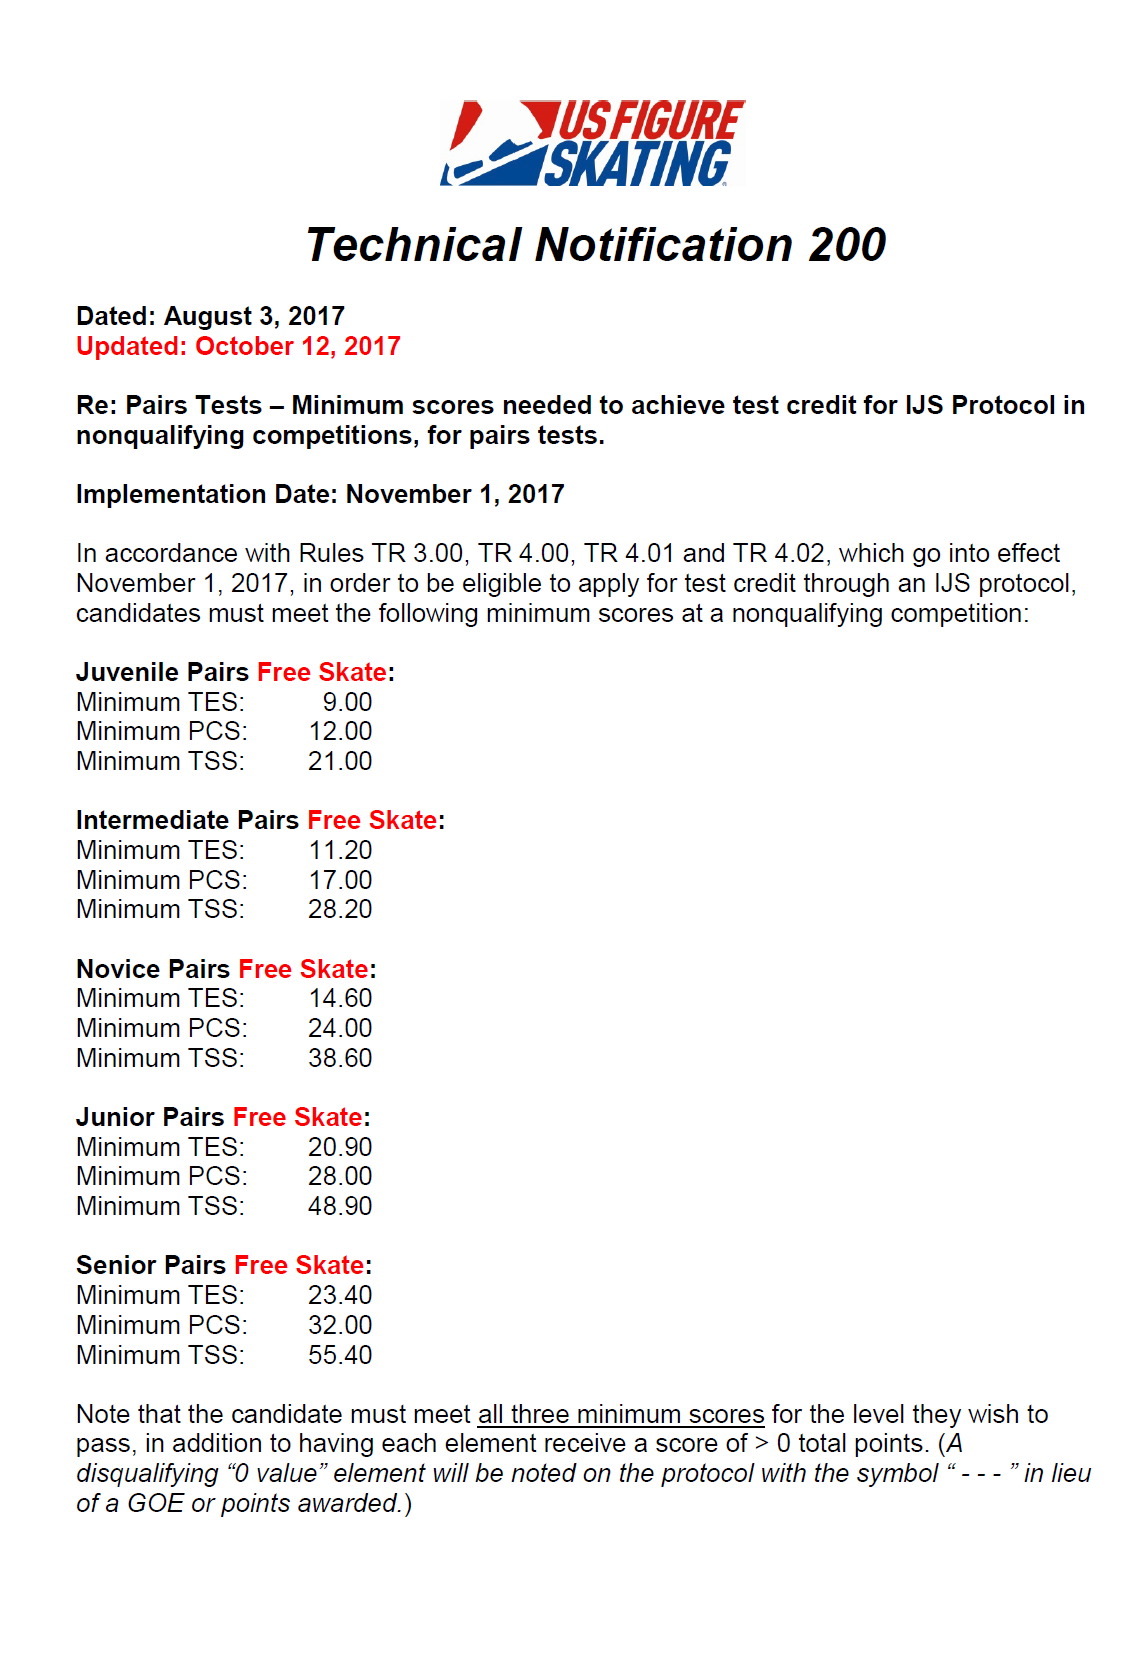 US FIGURE
SKATING
Technical Notification 200
Dated: August 3, 2017
Updated: October 12, 2017
Re: Pairs Tests – Minimum scores needed to achieve test credit for IJS Protocol in
nonqualifying competitions, for pairs tests.
Implementation Date: November 1, 2017
In accordance with Rules TR 3.00, TR 4.00, TR 4.01 and TR 4.02, which go into effect
November 1, 2017, in order to be eligible to apply for test credit through an IJS protocol,
candidates must meet the following minimum scores at a nonqualifying competition:
Juvenile Pairs Free Skate:
Minimum TES: 9.00
Minimum PCS: 12.00
Minimum TSS: 21.00
Intermediate Pairs Free Skate:
Minimum TES: 11.20
Minimum PCS: 17.00
Minimum TSS: 28.20
Novice Pairs Free Skate:
Minimum TES: 14.60
Minimum PCS: 24.00
Minimum TSS: 38.60
Junior Pairs Free Skate:
Minimum TES: 20.90
Minimum PCS: 28.00
Minimum TSS: 48.90
Senior Pairs Free Skate:
Minimum TES: 23.40
Minimum PCS: 32.00
Minimum TSS: 55.40
Note that the candidate must meet all three minimum scores for the level they wish to
pass, in addition to having each element receive a score of > 0 total points. (A
disqualifying “0 value” element will be noted on the protocol with the symbol “ - - - ” in lieu
of a GOE or points awarded.)